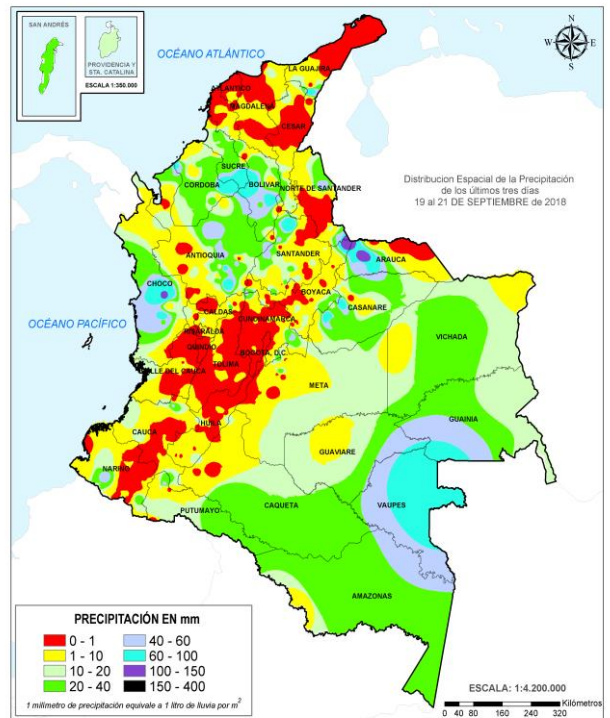 SAN ANDRÉS
PROVIDENCIA Y
STA. CATALINA
ESCALA 1:350.000
OCÉANO ATLÁNTICO
N
W E
S
LA GUAJIRA
ATLANTICO
MAGDALENA
CESAR
SUCRE
CORDOBA
BOLIVAR
NORTE DE SANTANDER
Distribucion Espacial de la Precipitación
de los últimos tres días
19 al 21 DE SEPTIEMBRE de 2018
ANTIOQUIA
SANTANDER
ARAUCA
CHOCO
BOYACA
CASANARE
OCÉANO PACÍFICO
CALDAS
CUNDINAMARCA
RISARALDA
QUINDIO
BOGOTA, D.C.
VICHADA
TOLIMA
VALLE DEL CAUCA
META
GUAINIA
HUILA
CAUCA
GUAVIARE
NARIÑO
PUTUMAYO
CAQUETA
VAUPES
AMAZONAS
PRECIPITACIÓN EN mm
0 - 1 40 - 60
1 - 10 60 - 100
10 - 20 100 - 150
20 - 40 150 - 400
1 milímetro de precipitación equivale a 1 litro de lluvia por m²
ESCALA: 1:4.200.000
Kilómetros
0 40 80 160 240 320